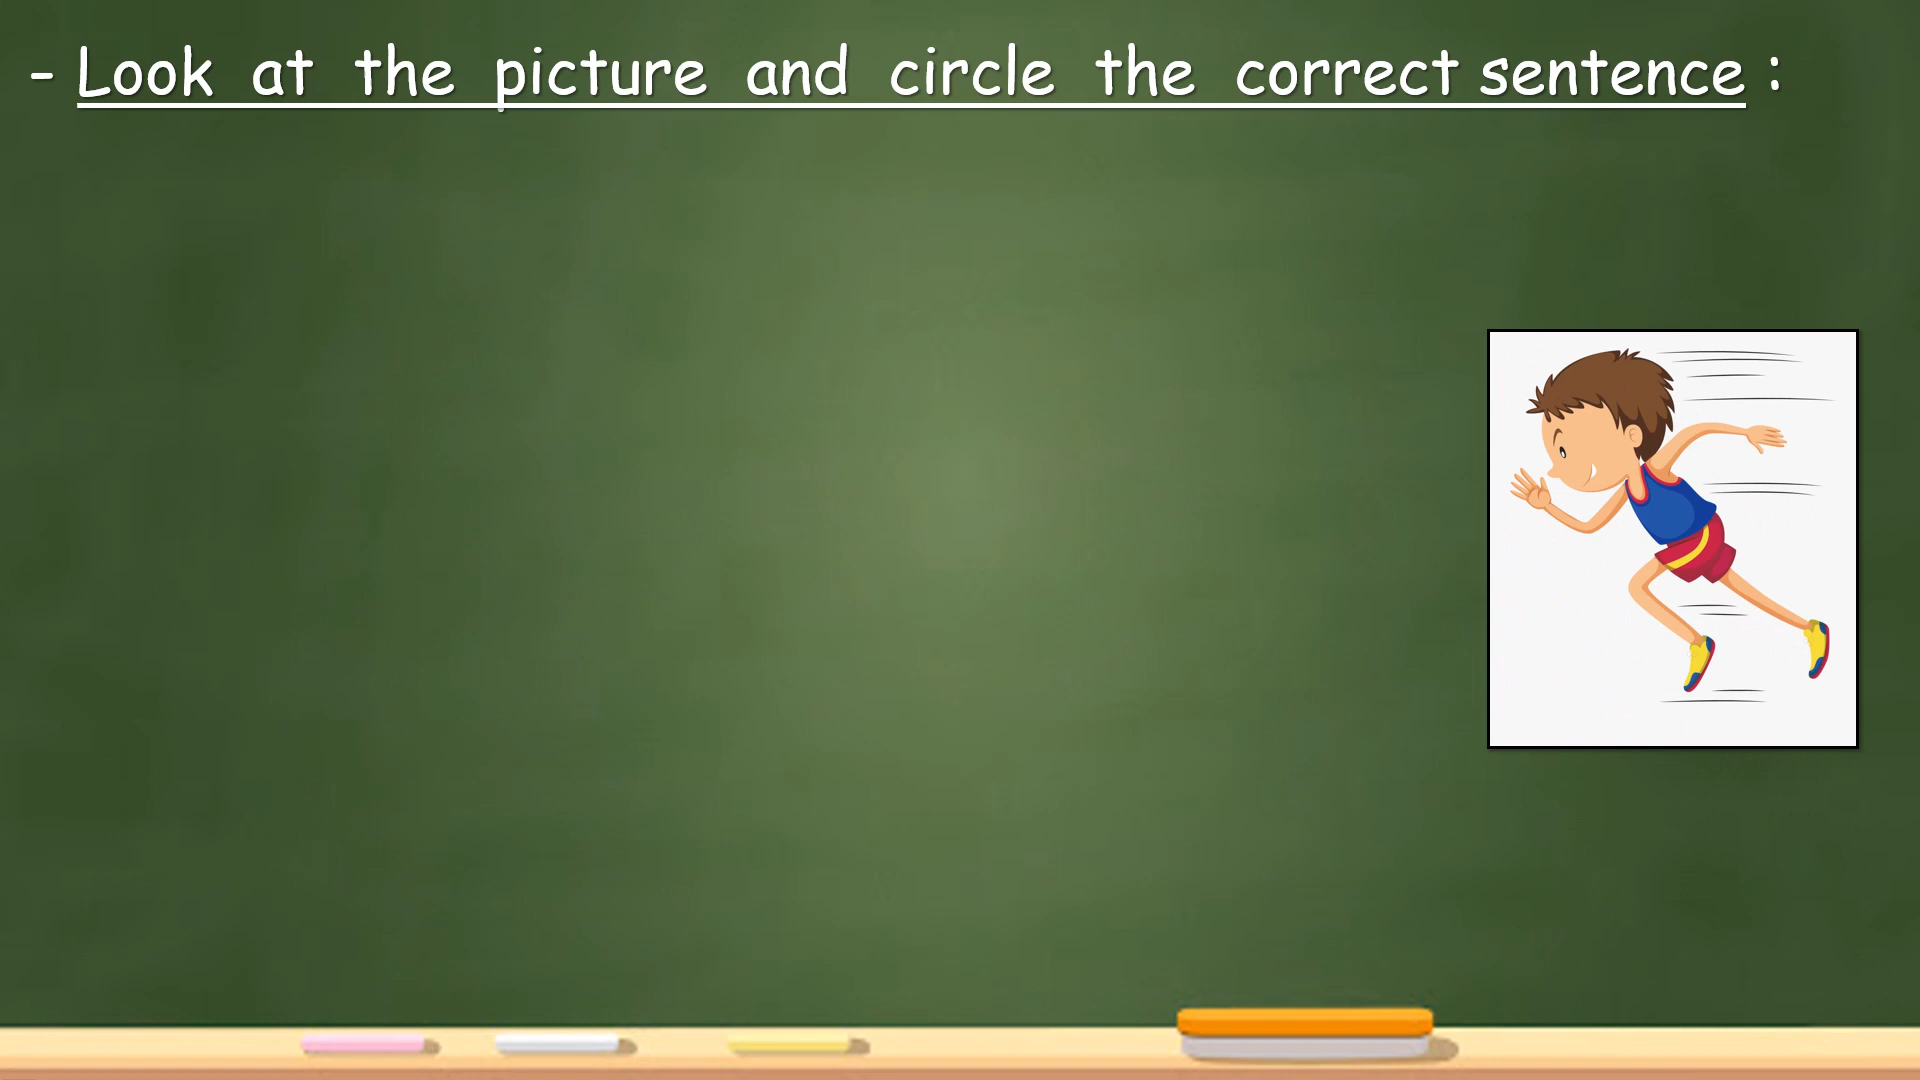 - Look at the picture and circle the correct sentence :